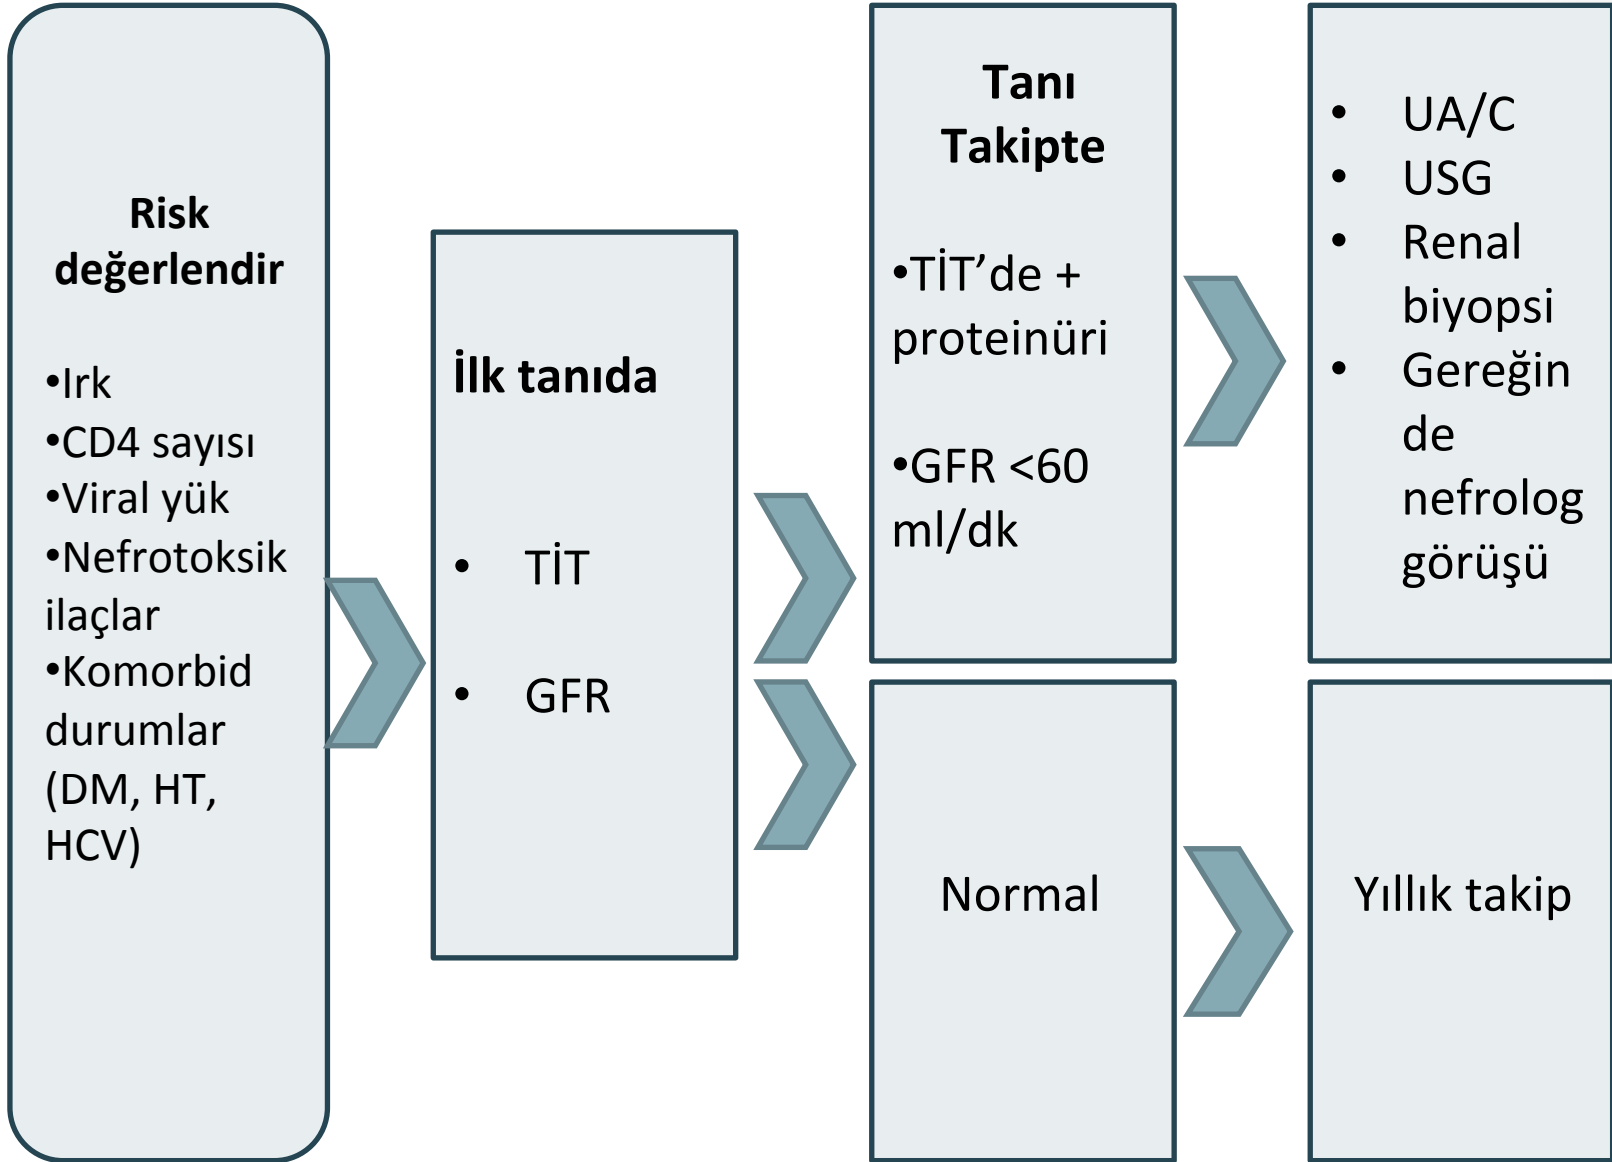 Risk
değerlendir
•Irk
•CD4 sayısı
•Viral yük
•Nefrotoksik
ilaçlar
•Komorbid
durumlar
(DM, HT,
HCV)
İlk tanıda
• TİT
• GFR
Tanı
Takipte
•TİT’de +
proteinüri
•GFR <60
ml/dk
• UA/C
• USG
• Renal
biyopsi
• Gereğin
de
nefrolog
görüşü
Normal
Yıllık takip